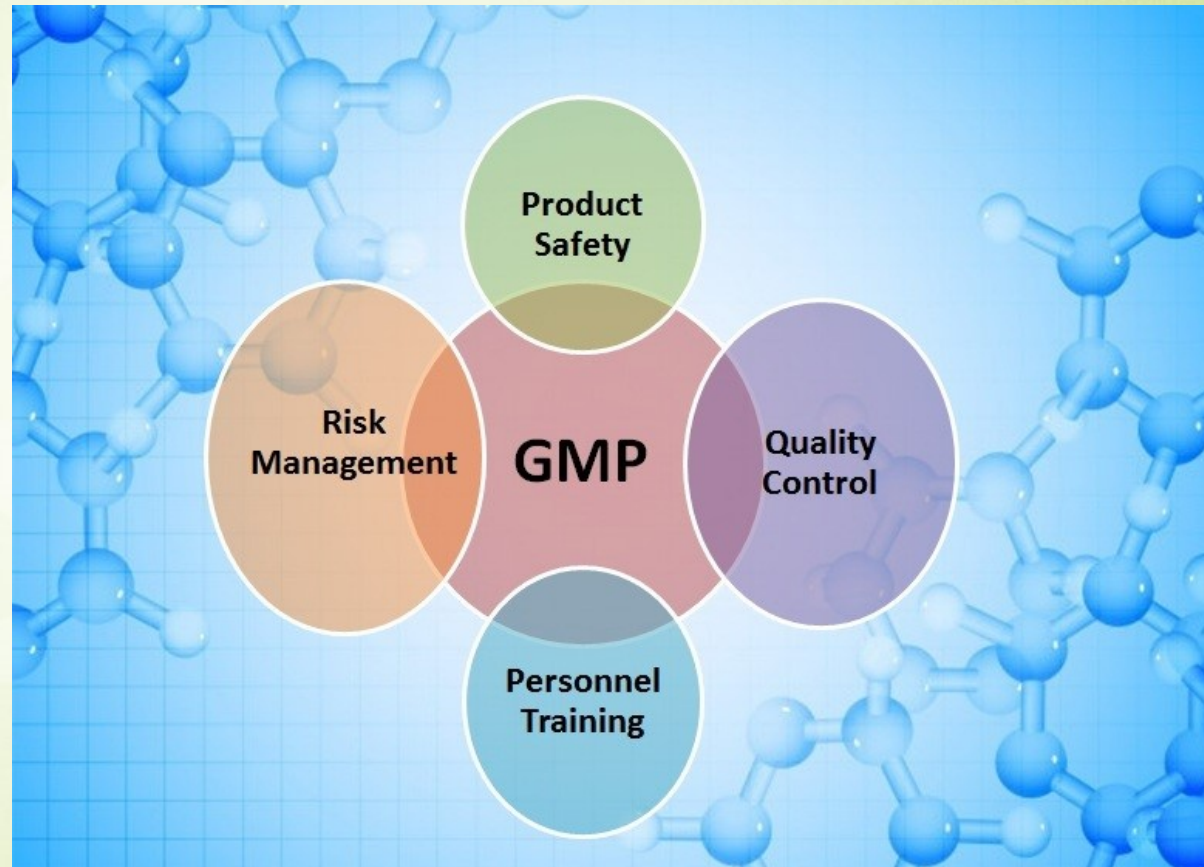 Product
Safety
Risk
Management
GMP
Quality
Control
Personnel
Training